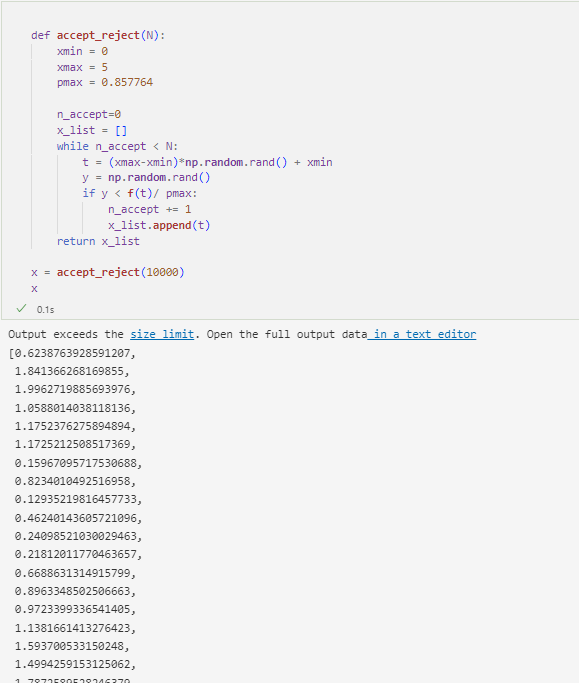 def accept_reject(N):
    xmin = 0
    xmax = 5
    pmax = 0.857764

    n_accept=0
    x_list = []
    while n_accept < N:
        t = (xmax-xmin)*np.random.rand() + xmin
        y = np.random.rand()
        if y < f(t)/ pmax:
            n_accept += 1
            x_list.append(t)
    return x_list

x = accept_reject(10000)
x
0.1s
Output exceeds the size limit. Open the full output data in a text editor
[0.6238763928591207,
 1.841366268169855,
 1.9962719885693976,
 1.0588014038118136,
 1.1752376275894894,
 1.1725212508517369,
 0.15967095717530688,
 0.8234010492516958,
 0.12935219816457733,
 0.46240143605721096,
 0.24098521030029463,
 0.21812011770463657,
 0.6688631314915799,
 0.8963348502506663,
 0.9723399336541405,
 1.1381661413276423,
 1.593700533150248,
 1.4994259153125062,